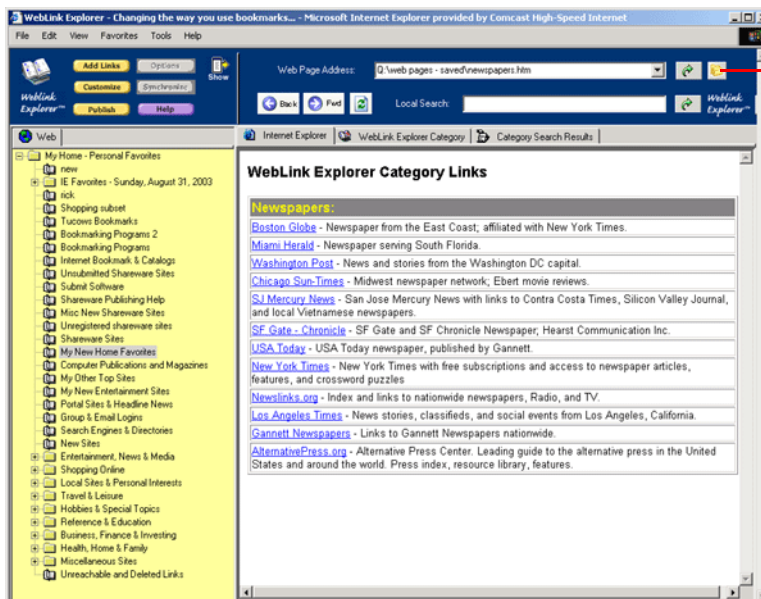 WebLink Explorer - Changing the way you use bookmarks... - Microsoft Internet Explorer provided by Comcast High-Speed Internet
File Edit View Favorites Tools Help
Add Links Options
Customize Synchronize
Publish Help
Show
Weblink
Explorer™
Web Page Address: Q:\web pages - saved\newspapers.htm
Back Fwd Local Search:
Weblink
Explorer™
Web
Internet Explorer WebLink Explorer Category Category Search Results
My Home - Personal Favorites
new
IE Favorites - Sunday, August 31, 2003
rick
Shopping subset
Tucows Bookmarks
Bookmarking Programs 2
Bookmarking Programs
Internet Bookmark & Catalogs
Unsubmitted Shareware Sites
Submit Software
Shareware Publishing Help
Misc New Shareware Sites
Unregistered shareware sites
Shareware Sites
My New Home Favorites
Computer Publications and Magazines
My Other Top Sites
My New Entertainment Sites
Portal Sites & Headline News
Group & Email Logins
Search Engines & Directories
New Sites
Entertainment, News & Media
Shopping Online
Local Sites & Personal Interests
Travel & Leisure
Hobbies & Special Topics
Reference & Education
Business, Finance & Investing
Health, Home & Family
Miscellaneous Sites
Unreachable and Deleted Links
WebLink Explorer Category Links
Newspapers:
Boston Globe - Newspaper from the East Coast; affiliated with New York Times.
Miami Herald - Newspaper serving South Florida.
Washington Post - News and stories from the Washington DC capital.
Chicago Sun-Times - Midwest newspaper network; Ebert movie reviews.
SJ Mercury News - San Jose Mercury News with links to Contra Costa Times, Silicon Valley Journal,
and local Vietnamese newspapers.
SF Gate - Chronicle - SF Gate and SF Chronicle Newspaper; Hearst Communication Inc.
USA Today - USA Today newspaper, published by Gannett.
New York Times - New York Times with free subscriptions and access to newspaper articles,
features, and crossword puzzles
Newslinks.org - Index and links to nationwide newspapers, Radio, and TV.
Los Angeles Times - News stories, classifieds, and social events from Los Angeles, California.
Gannett Newspapers - Links to Gannett Newspapers nationwide.
AlternativePress.org - Alternative Press Center. Leading guide to the alternative press in the United
States and around the world. Press index, resource library, features.